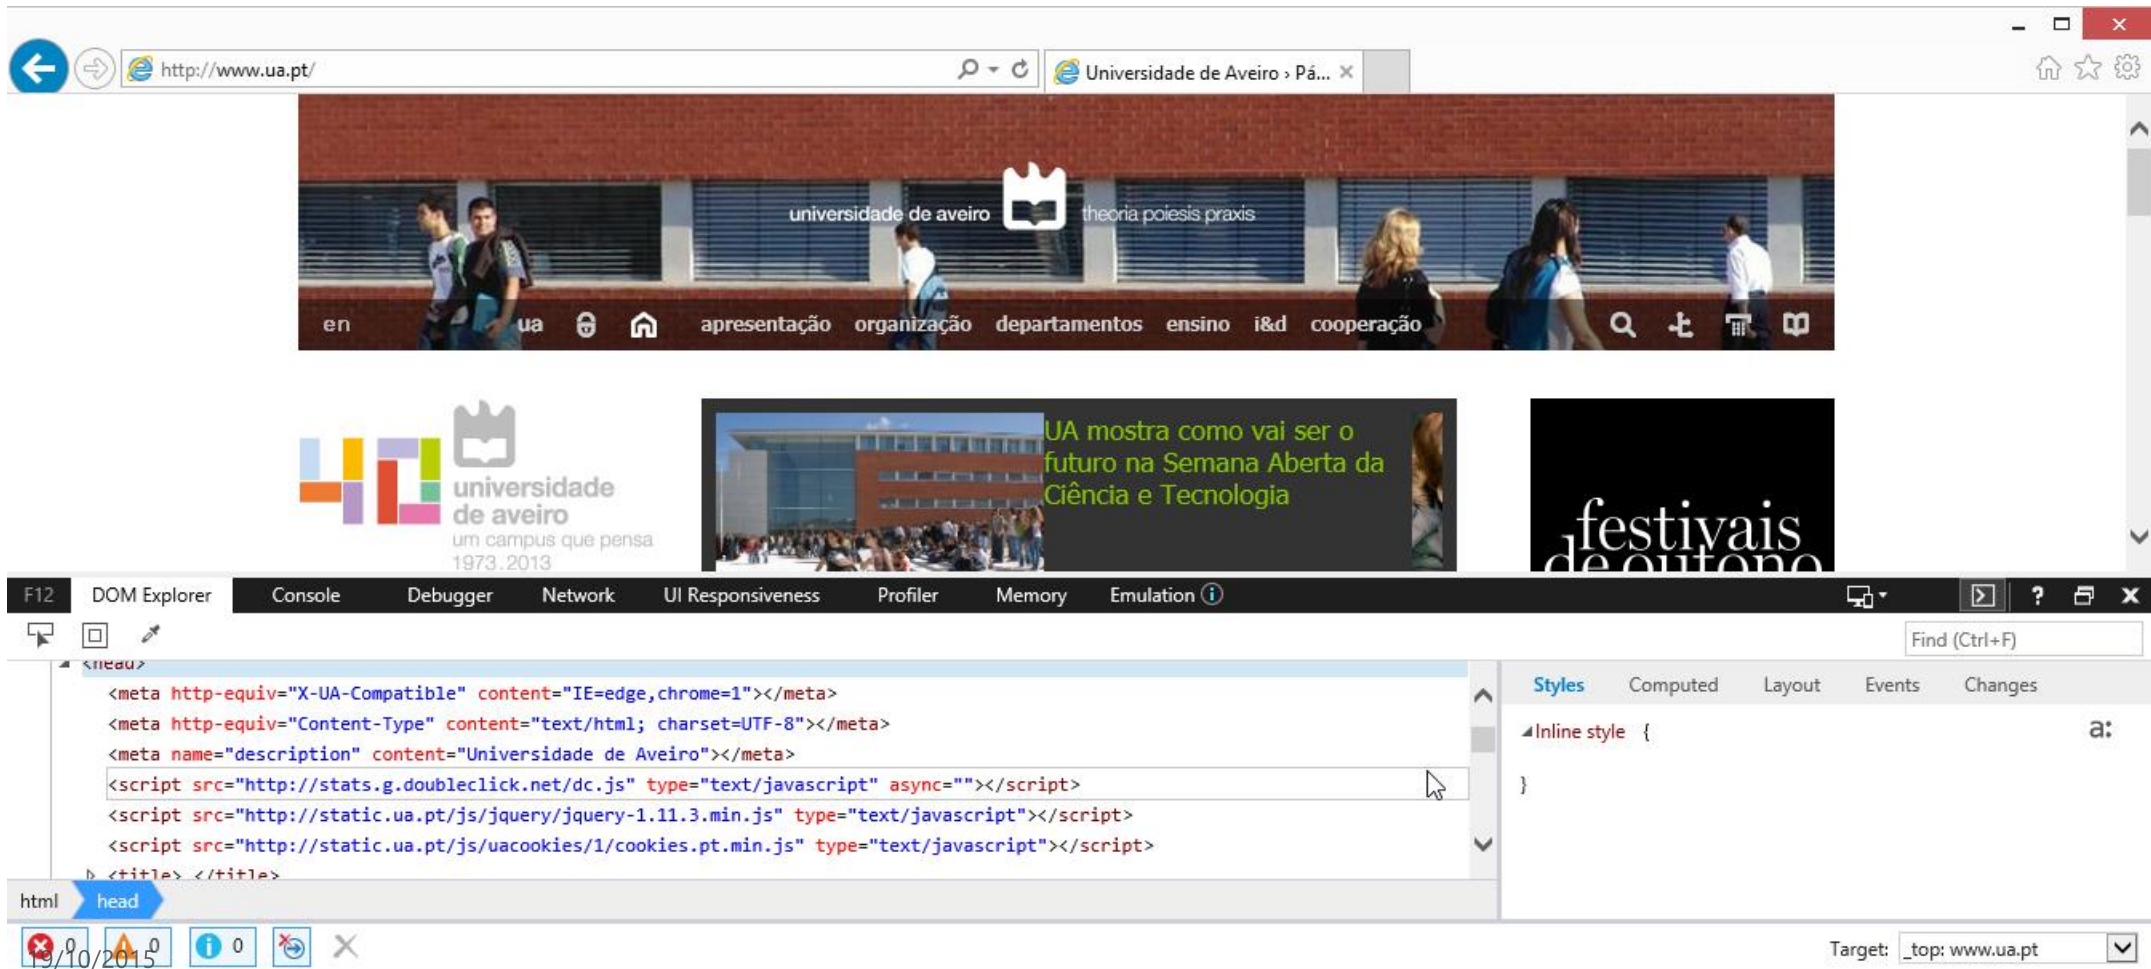 http://www.ua.pt/
Universidade de Aveiro › Pá...
universidade de aveiro theoria poiesis praxis
en ua apresentação organização departamentos ensino i&d cooperação
universidade
de aveiro
um campus que pensa
1973.2013
UA mostra como vai ser o
futuro na Semana Aberta da
Ciência e Tecnologia
festivais
de outono
F12 DOM Explorer Console Debugger Network UI Responsiveness Profiler Memory Emulation
?
Find (Ctrl+F)
<head>
<meta http-equiv="X-UA-Compatible" content="IE=edge,chrome=1"></meta>
<meta http-equiv="Content-Type" content="text/html; charset=UTF-8"></meta>
<meta name="description" content="Universidade de Aveiro"></meta>
<script src="http://stats.g.doubleclick.net/dc.js" type="text/javascript" async=""></script>
<script src="http://static.ua.pt/js/jquery/jquery-1.11.3.min.js" type="text/javascript"></script>
<script src="http://static.ua.pt/js/uacookies/1/cookies.pt.min.js" type="text/javascript"></script>
<title> </title>
Styles Computed Layout Events Changes
Inline style {
a:
}
html head
0 0 0
19/10/2015
Target: _top: www.ua.pt